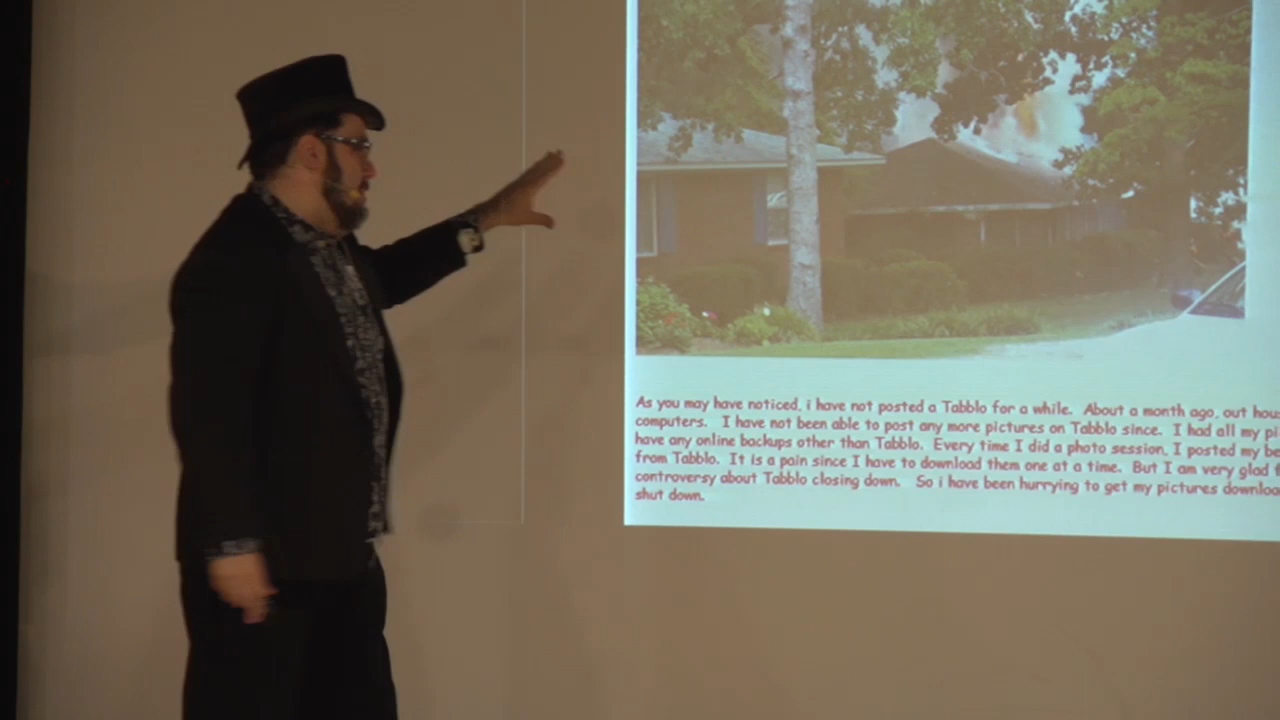 As you may have noticed, i have not posted a Tabblo for a while. About a month ago, out hou
computers. I have not been able to post any more pictures on Tabblo since. I had all my pi
have any online backups other than Tabblo. Every time I did a photo session, I posted my be
from Tabblo. It is a pain since I have to download them one at a time. But I am very glad
controversy about Tabblo closing down. So i have been hurrying to get my pictures downloa
shut down.